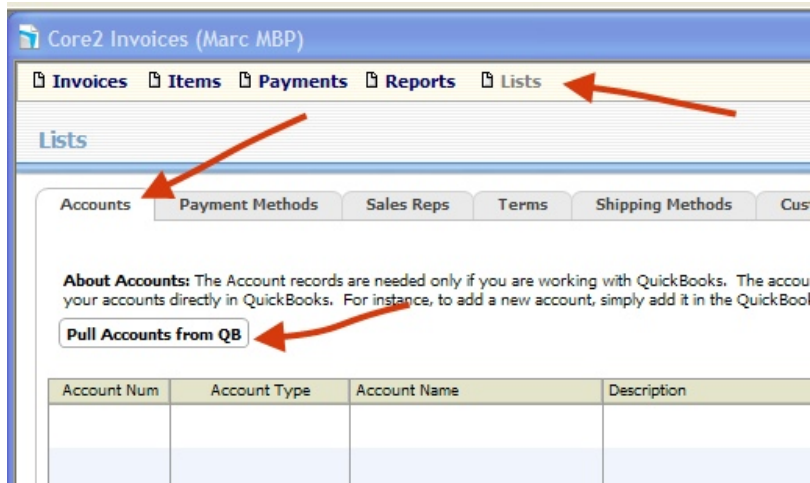 Core2 Invoices (Marc MBP)
Invoices Items Payments Reports Lists
Lists
Accounts Payment Methods Sales Reps Terms Shipping Methods Cus
About Accounts: The Account records are needed only if you are working with QuickBooks. The accou
your accounts directly in QuickBooks. For instance, to add a new account, simply add it in the QuickBool
Pull Accounts from QB
Account Num Account Type Account Name Description